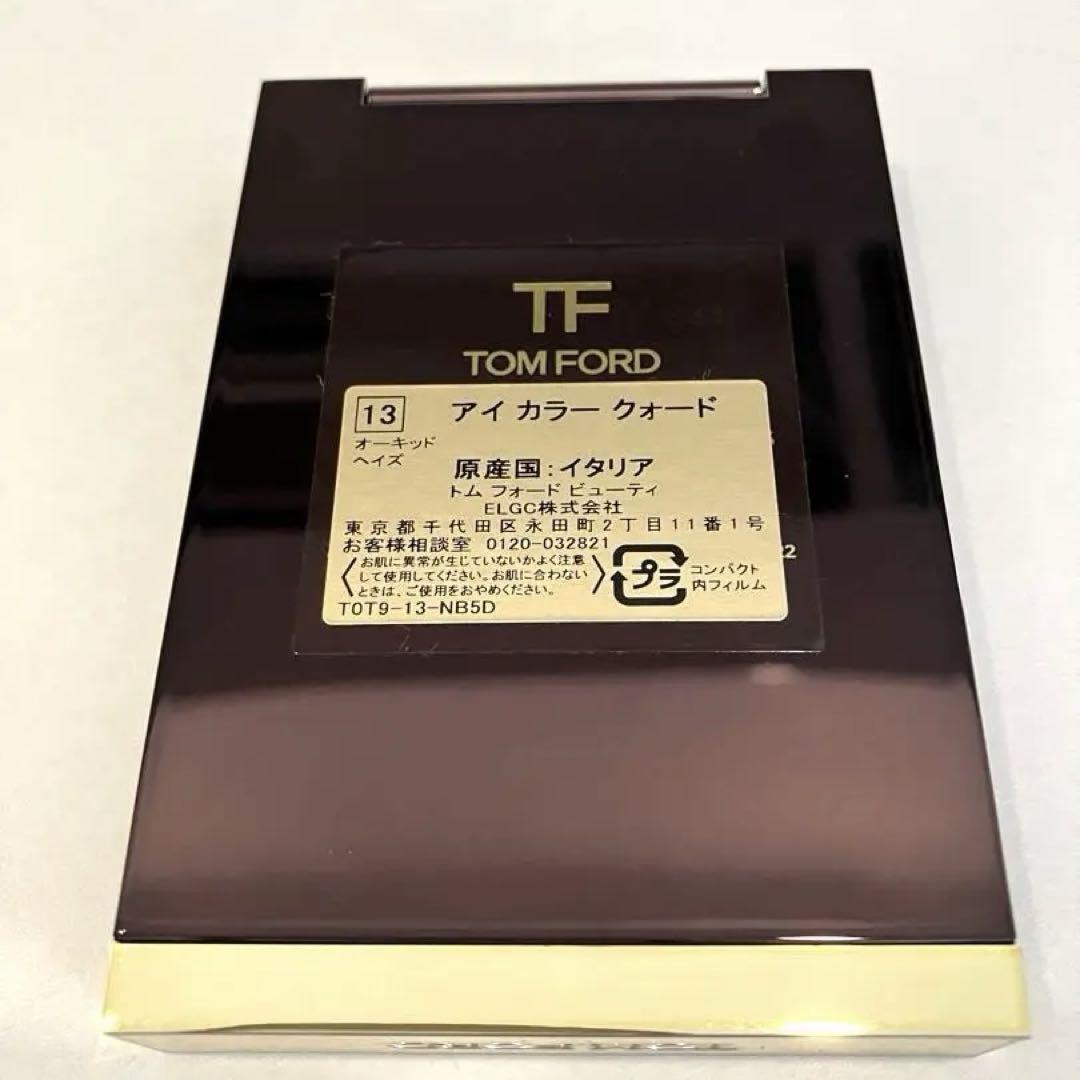 TF
TOM FORD
13 アイ カラー クォード
オーキッド
ヘイズ
原産国：イタリア
トム フォード ビューティ
ELGC株式会社
東京都千代田区永田町2丁目11番1号
お客様相談室 0120-032821
お肌に異常が生じていないかよく注意
して使用してください。お肌に合わない
ときは、ご使用をおやめください。
プラ
コンパクト
内フィルム
T0T9-13-NB5D